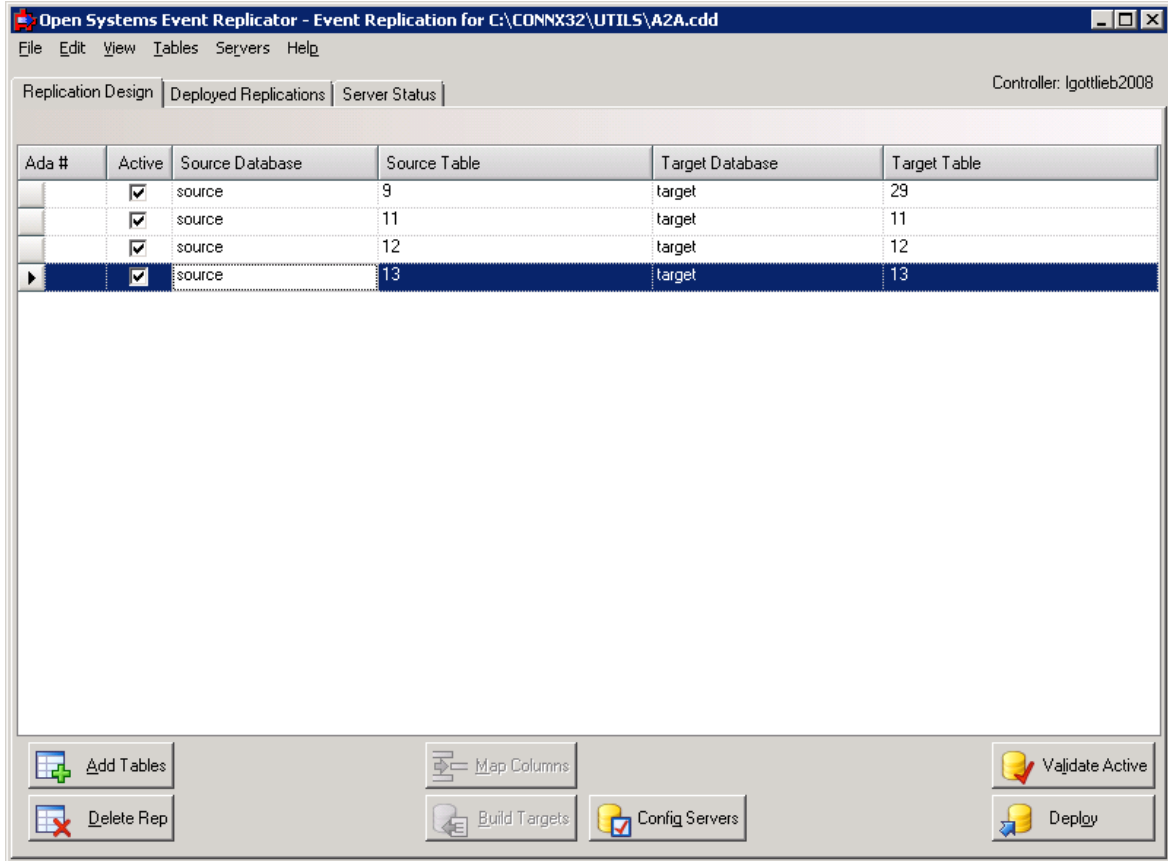 Open Systems Event Replicator - Event Replication for C:\CONNX32\UTILS\A2A.cdd
File Edit View Tables Servers Help
Replication Design Deployed Replications Server Status Controller: lgottlieb2008
Ada # Active Source Database Source Table Target Database Target Table
source 9 target 29
source 11 target 11
source 12 target 12
source 13 target 13
Add Tables Map Columns Validate Active
Delete Rep Build Targets Config Servers Deploy